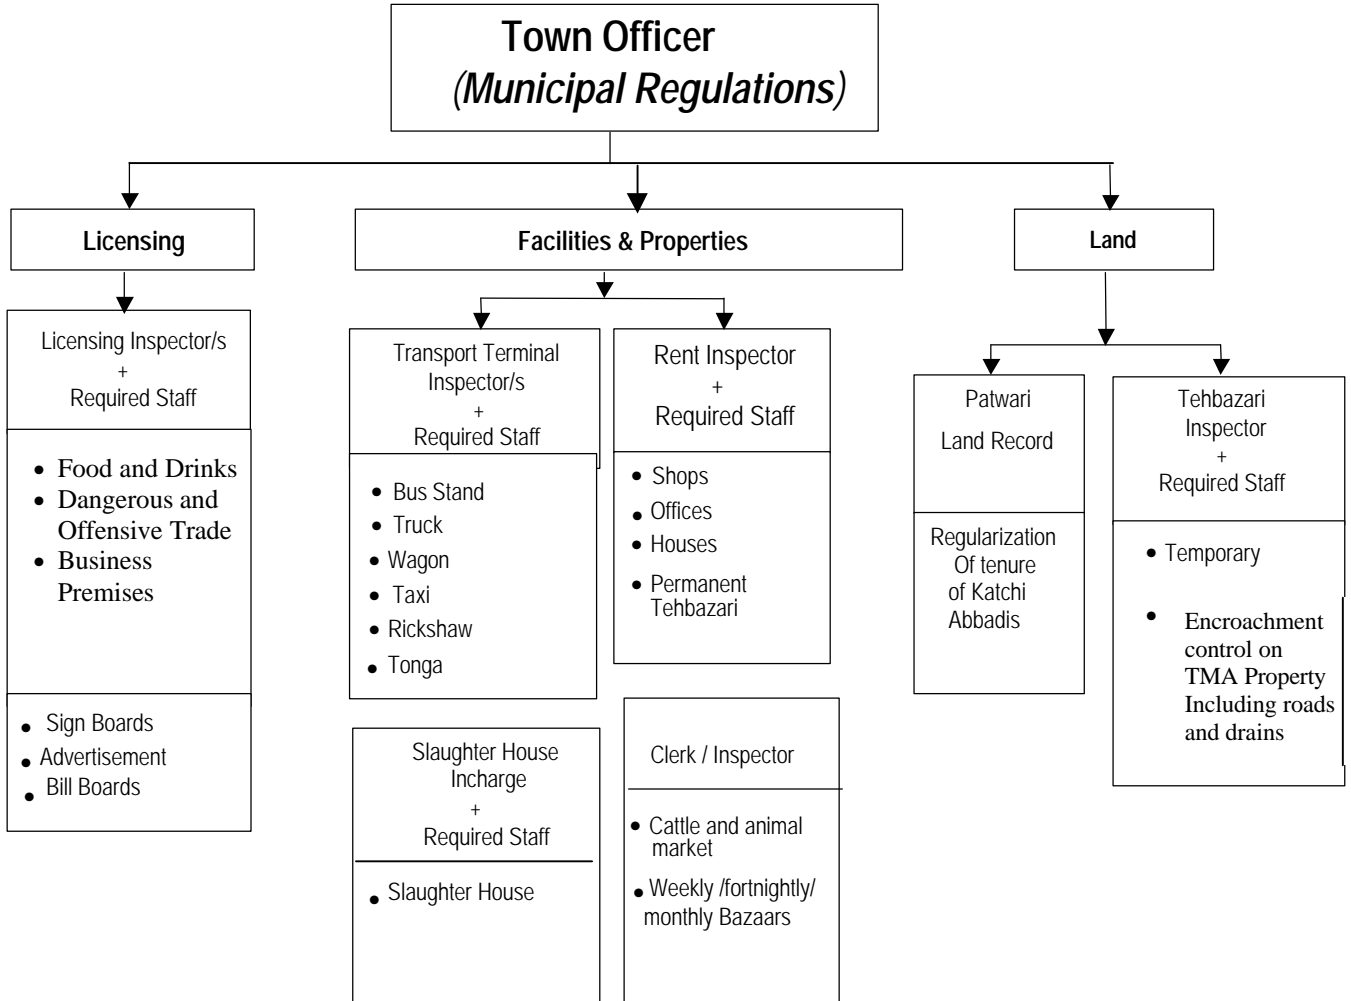 Town Officer
(Municipal Regulations)
Licensing
Facilities & Properties
Land
Licensing Inspector/s
+
Required Staff
• Food and Drinks
• Dangerous and
Offensive Trade
• Business
Premises
• Sign Boards
• Advertisement
• Bill Boards
Transport Terminal
Inspector/s
+
Required Staff
• Bus Stand
• Truck
• Wagon
• Taxi
• Rickshaw
• Tonga
Rent Inspector
+
Required Staff
• Shops
• Offices
• Houses
• Permanent
Tehbazari
Slaughter House
Incharge
+
Required Staff
• Slaughter House
Clerk / Inspector
• Cattle and animal
market
• Weekly /fortnightly/
monthly Bazaars
Patwari
Land Record
Regularization
Of tenure
of Katchi
Abbadis
Tehbazari
Inspector
+
Required Staff
• Temporary
• Encroachment
control on
TMA Property
Including roads
and drains